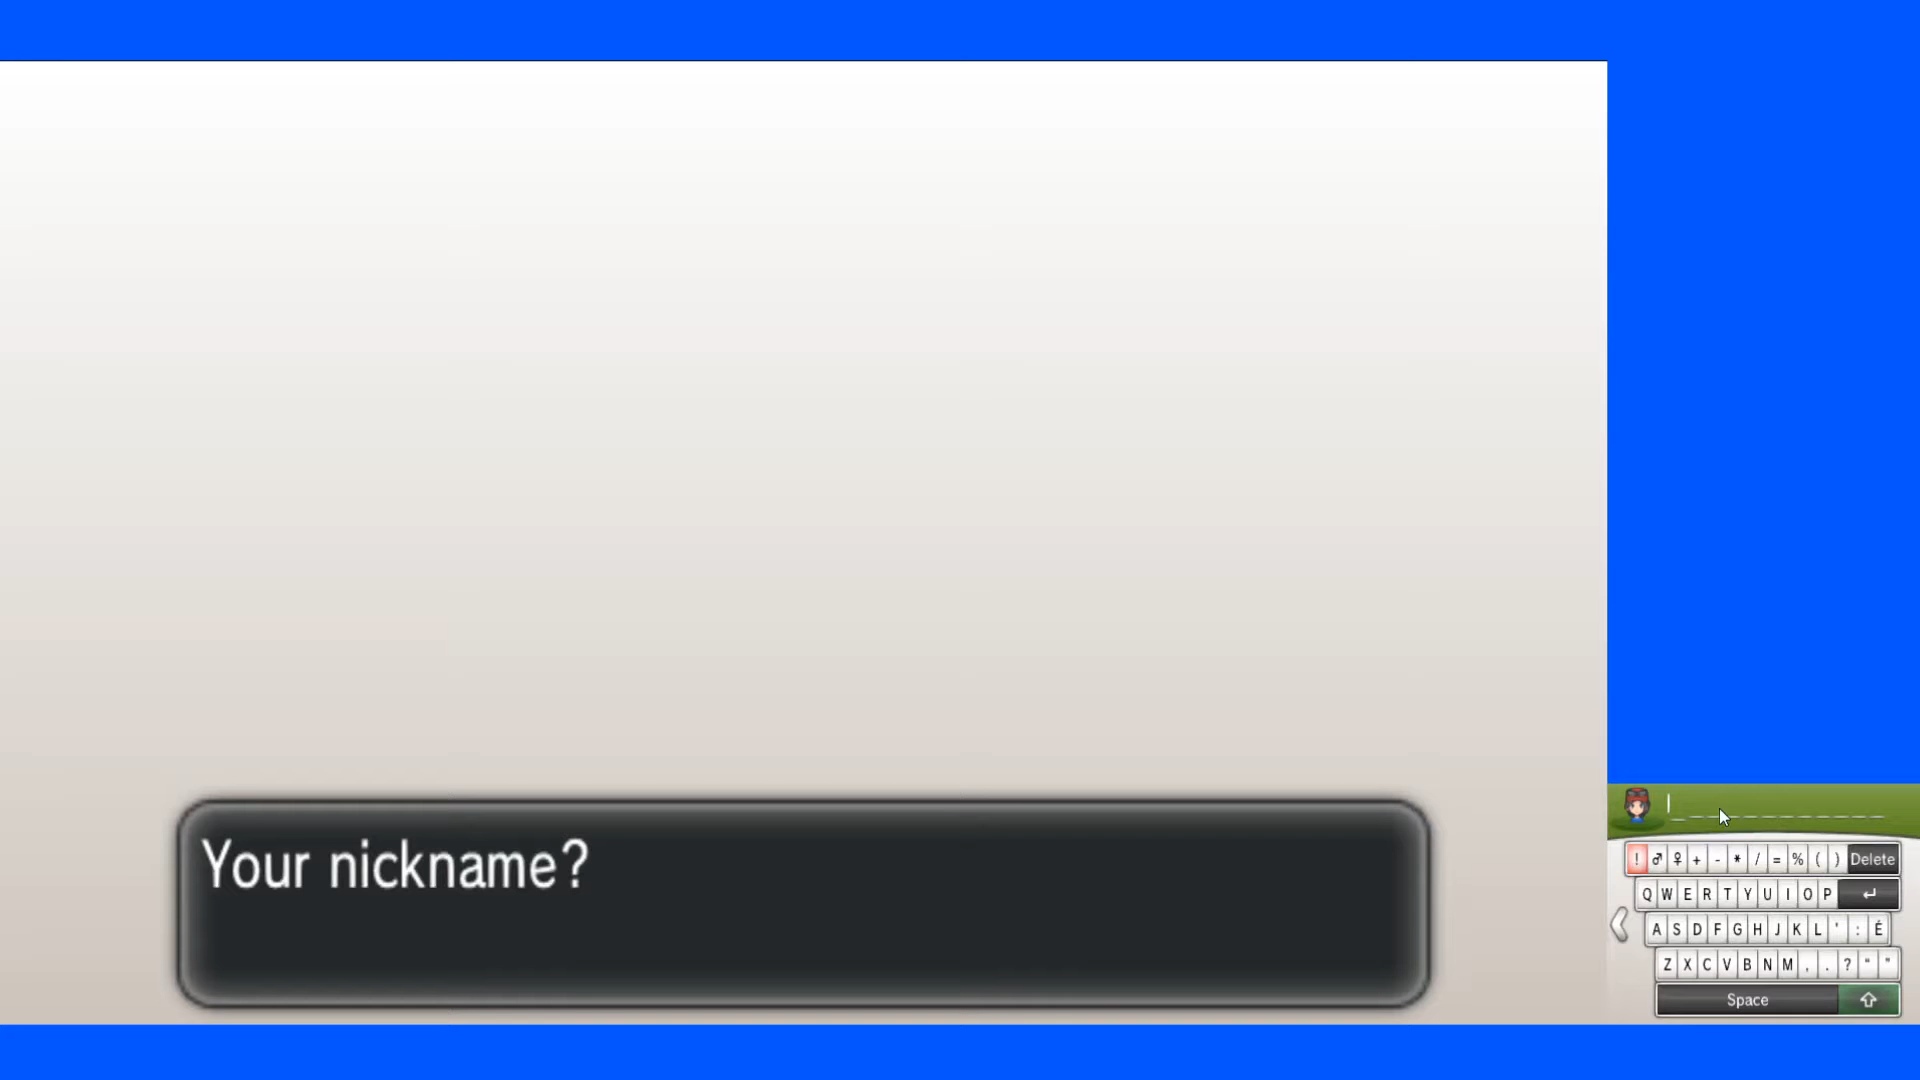 Your nickname?
! ♂ ♀ + - * / = % ( ) Delete
Q W E R T Y U I O P ↵
A S D F G H J K L ' : É
Z X C V B N M , . ? “ ”
Space